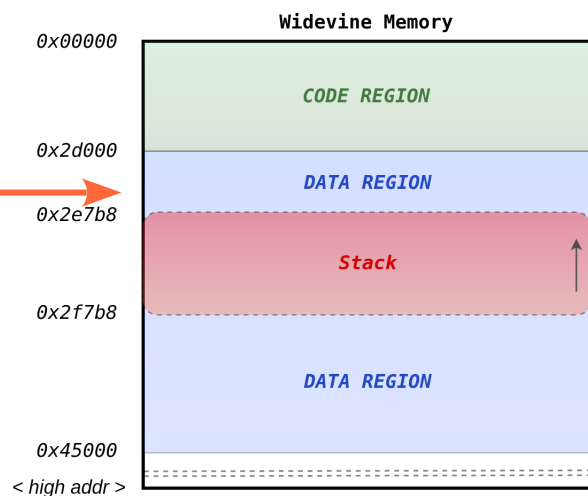 Widevine Memory
0x00000
CODE REGION
0x2d000
DATA REGION
0x2e7b8
Stack
0x2f7b8
DATA REGION
0x45000
< high addr >